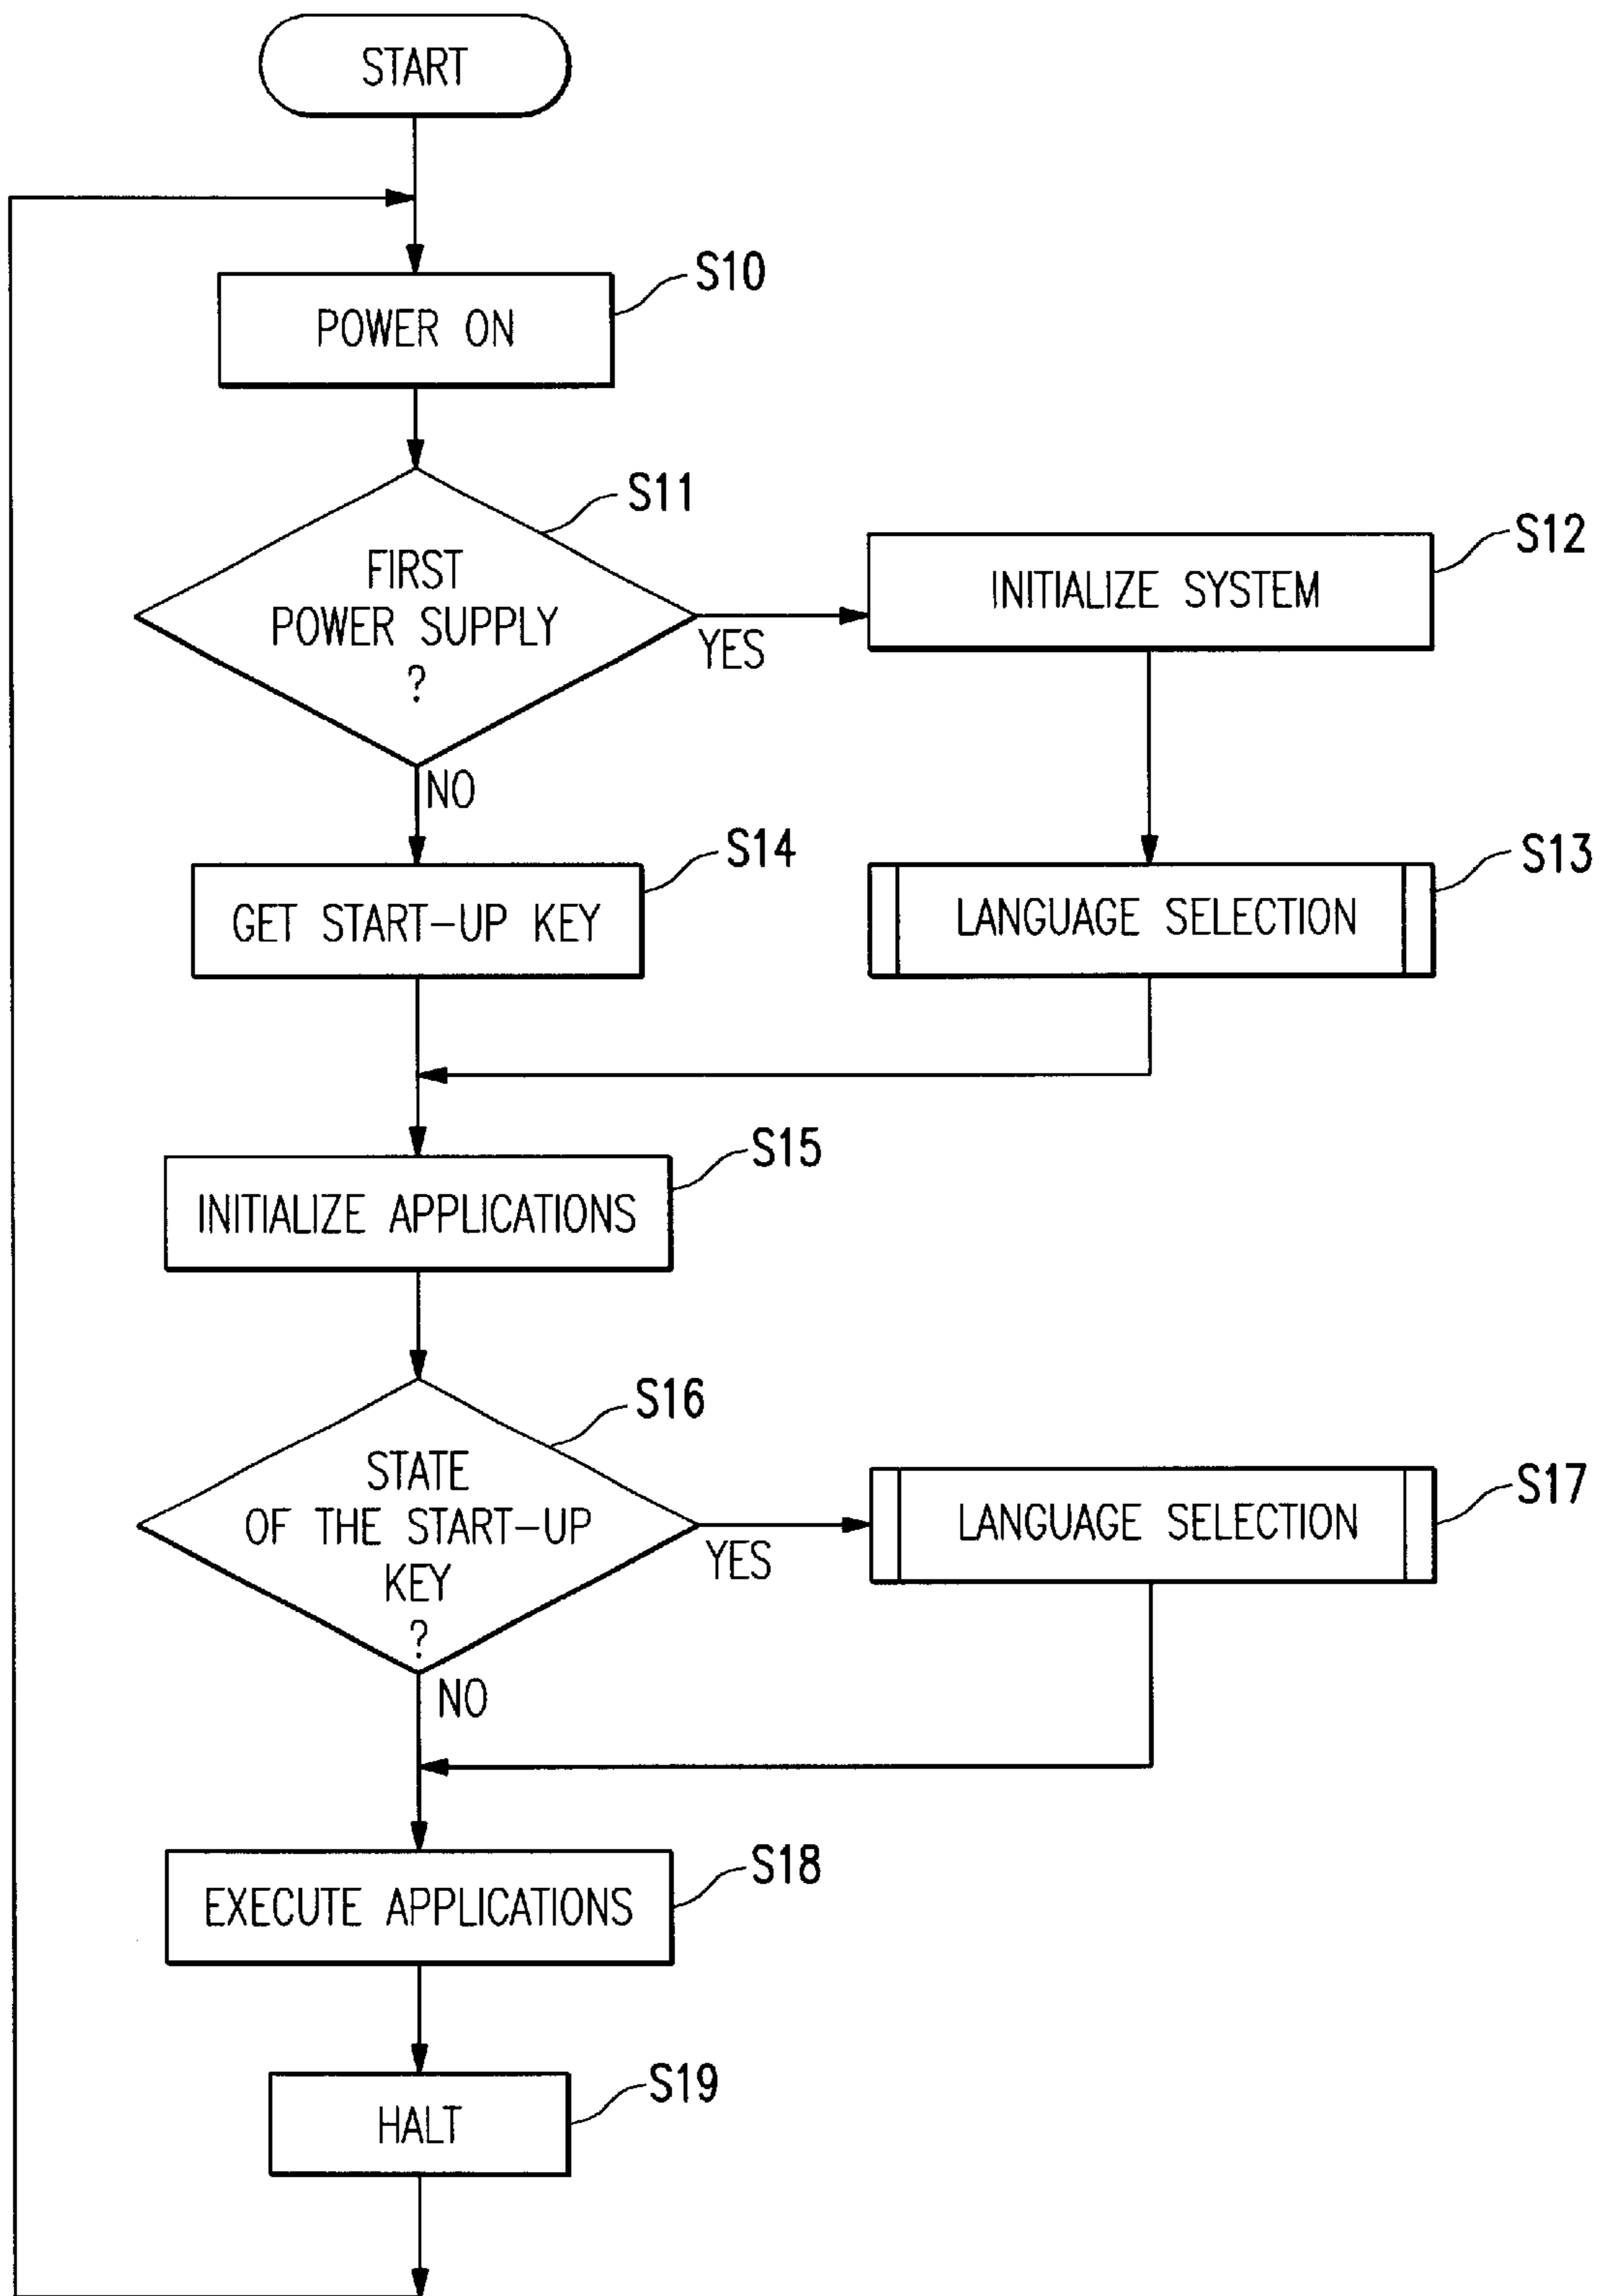 START
S10
POWER ON
S11
FIRST
POWER SUPPLY
?
YES
NO
S12
INITIALIZE SYSTEM
S14
GET START-UP KEY
S13
LANGUAGE SELECTION
S15
INITIALIZE APPLICATIONS
S16
STATE
OF THE START-UP
KEY
?
YES
NO
S17
LANGUAGE SELECTION
S18
EXECUTE APPLICATIONS
S19
HALT